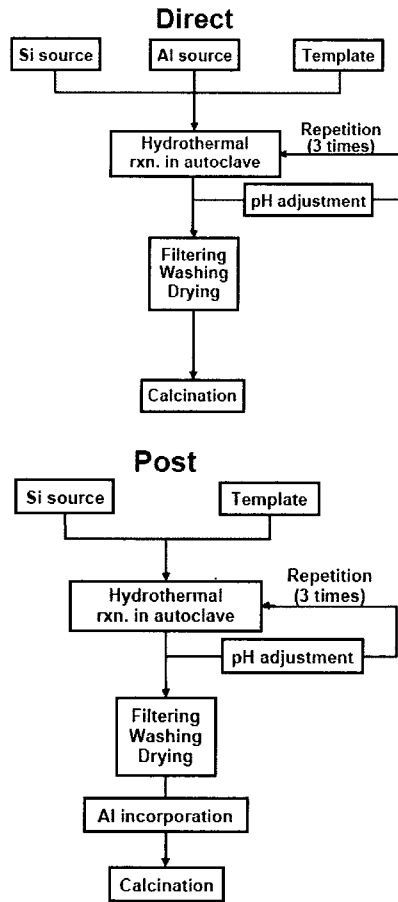 Direct
Si source
Al source
Template
Repetition
(3 times)
Hydrothermal
rxn. in autoclave
pH adjustment
Filtering
Washing
Drying
Calcination
Post
Si source
Template
Repetition
(3 times)
Hydrothermal
rxn. in autoclave
pH adjustment
Filtering
Washing
Drying
Al incorporation
Calcination